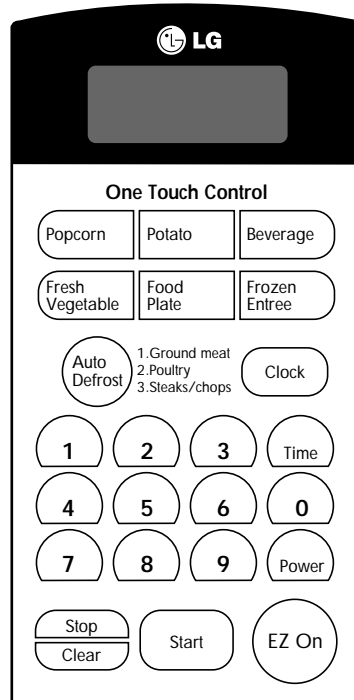 LG
One Touch Control
Popcorn Potato Beverage
Fresh Vegetable
Food Plate
Frozen Entree
Auto Defrost
1.Ground meat
2.Poultry
3.Steaks/chops
Clock
1 2 3 Time
4 5 6 0
7 8 9 Power
Stop
Clear
Start
EZ On